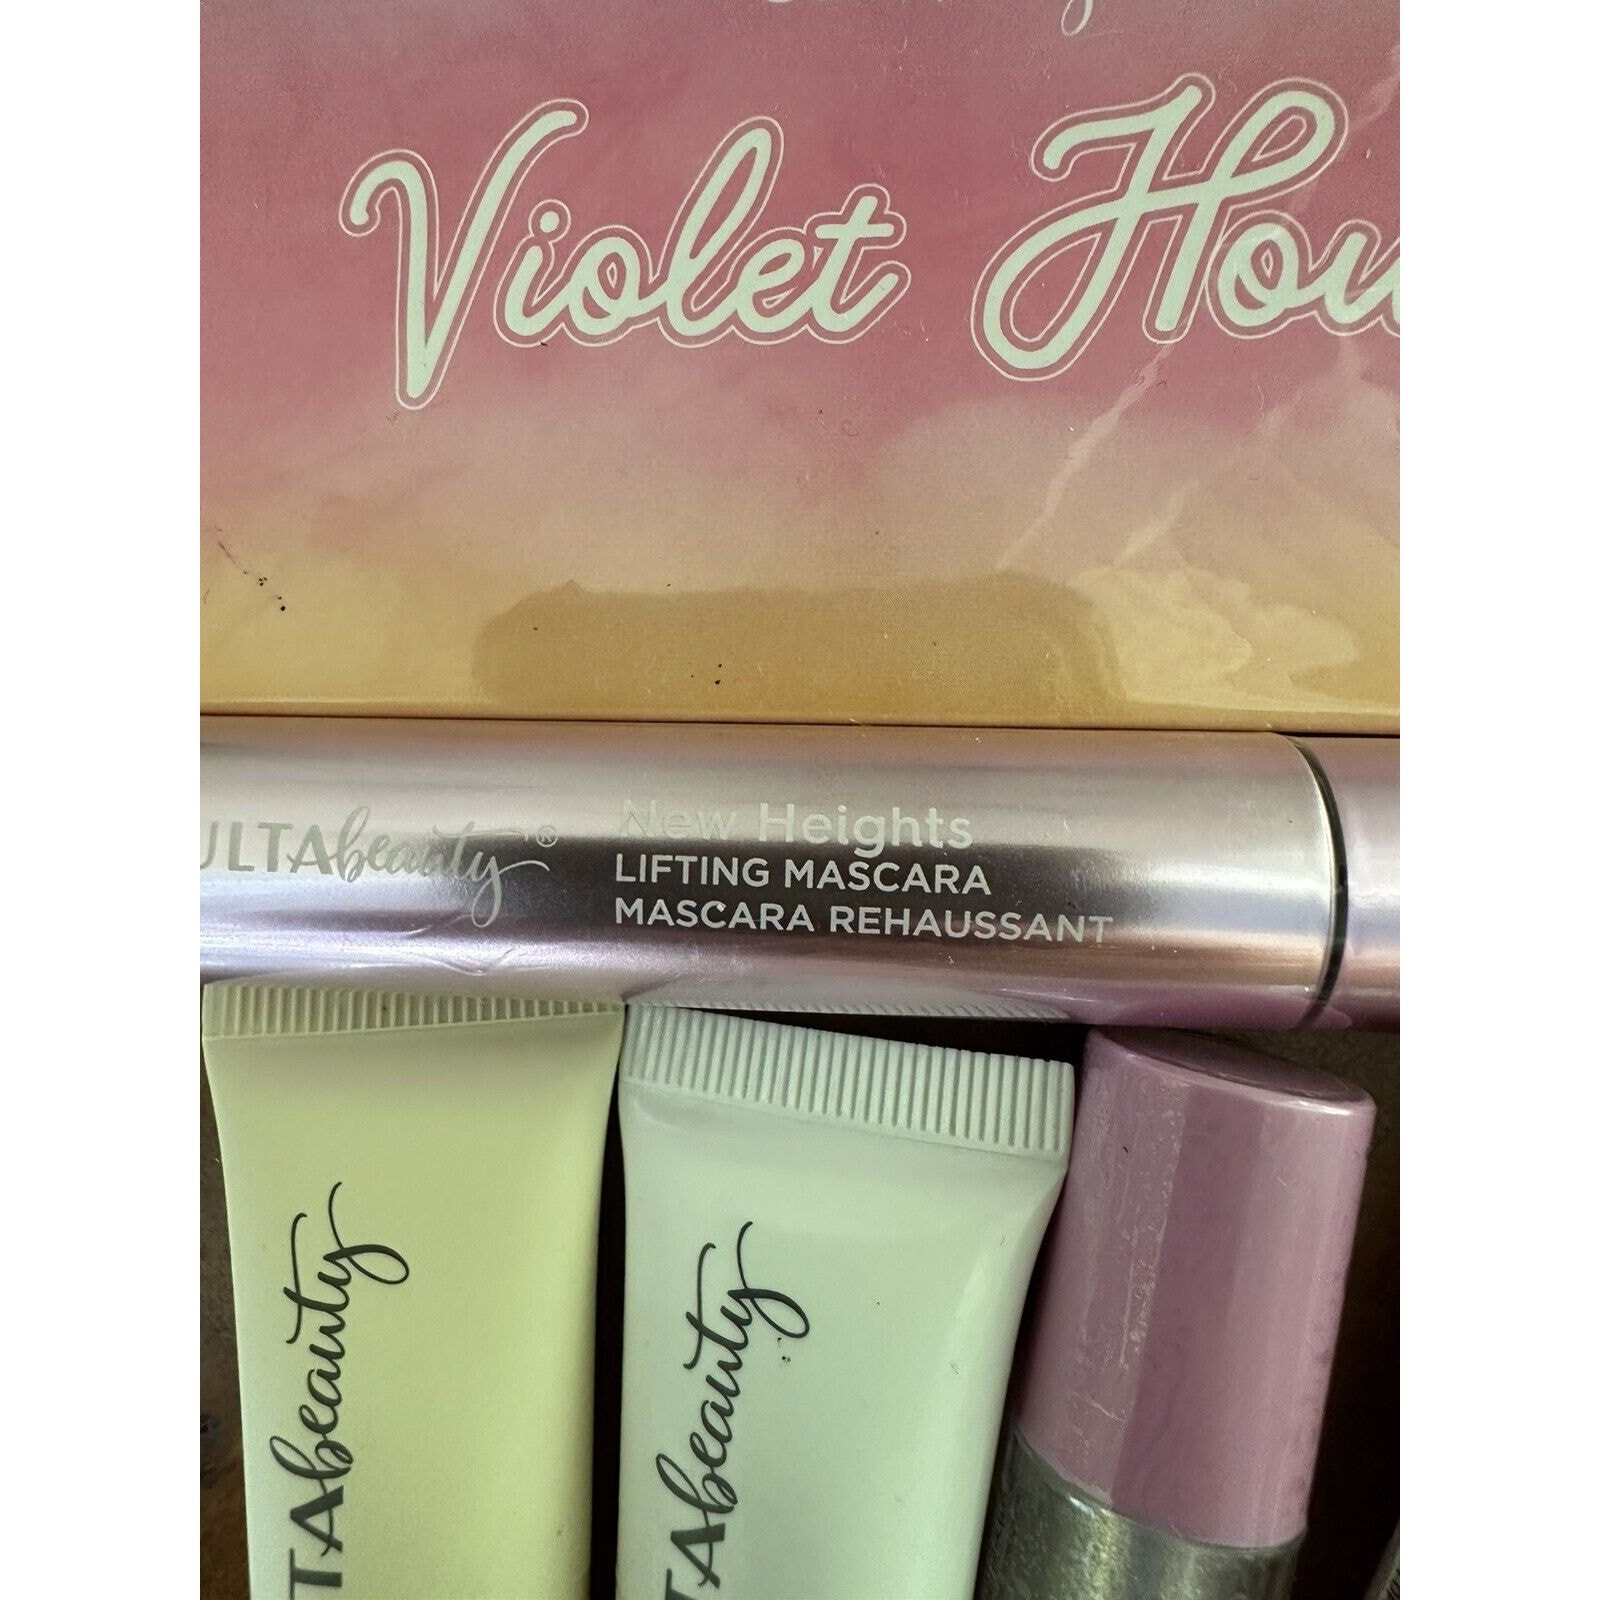 Violet Hou
ULTAbeauty®
New Heights
LIFTING MASCARA
MASCARA REHAUSSANT
TAbeauty
TAbeauty